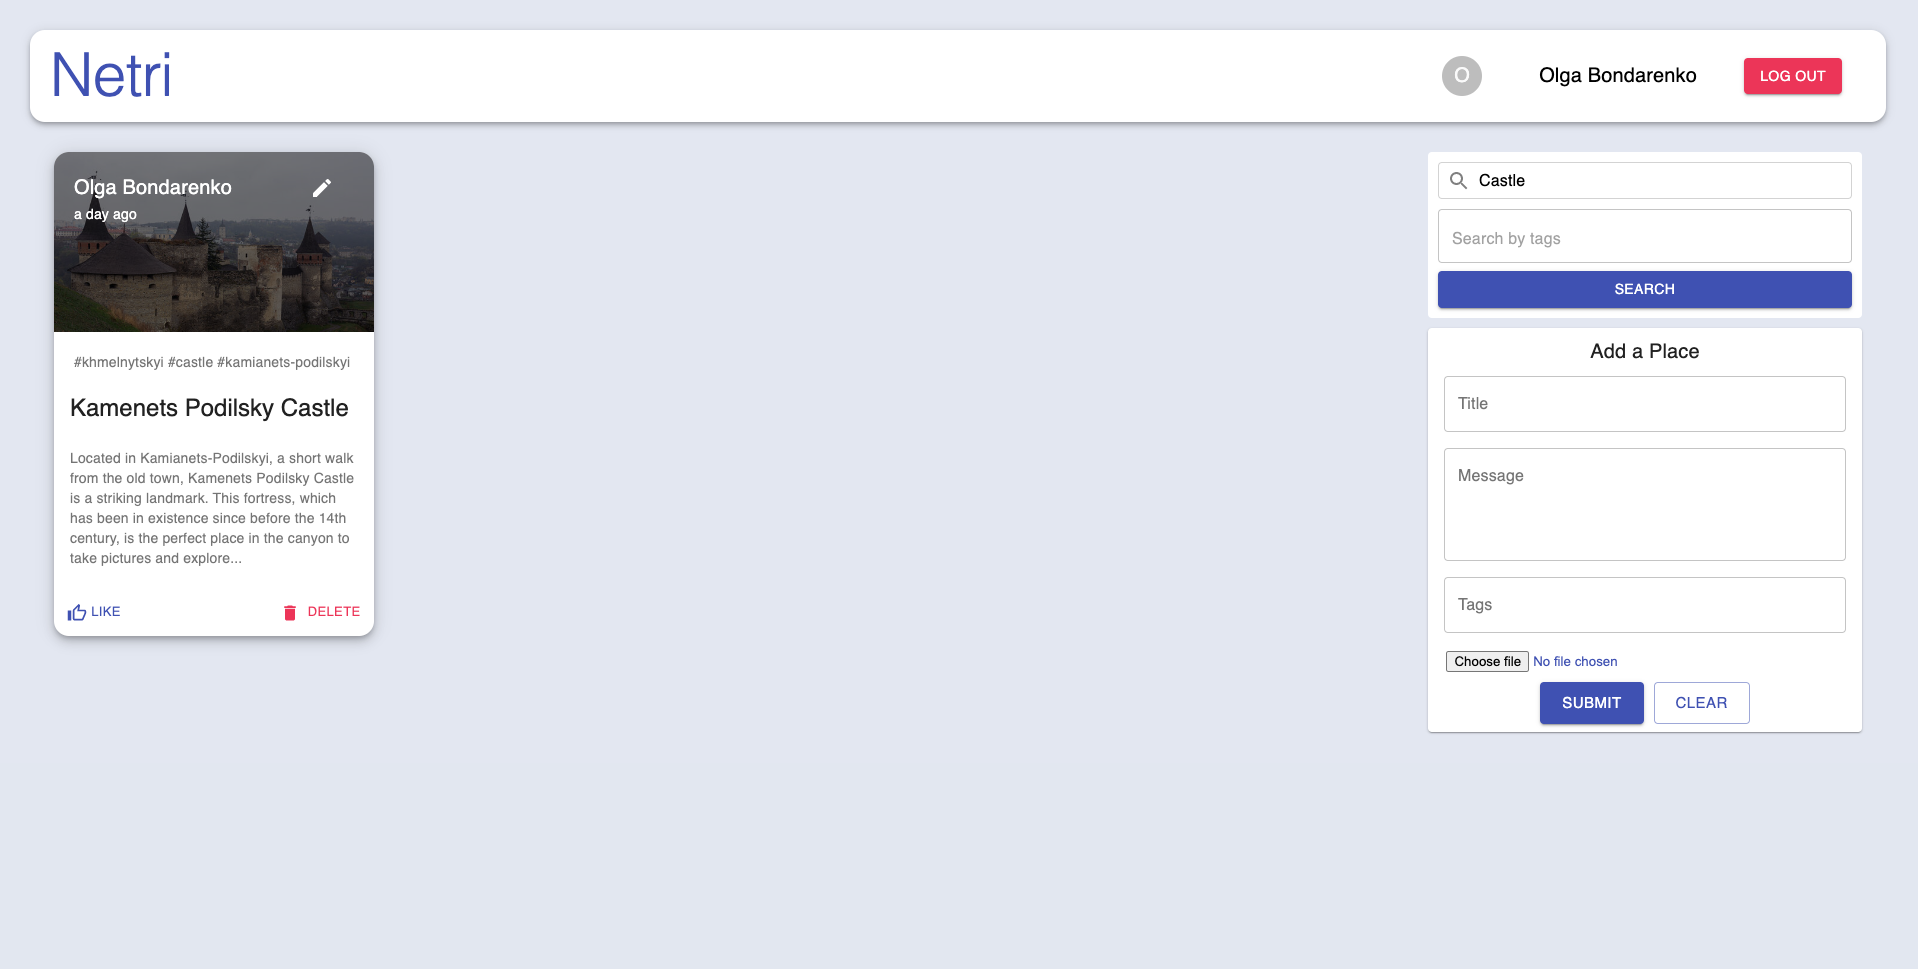 Netri
O
Olga Bondarenko
LOG OUT
Olga Bondarenko
a day ago
#khmelnytskyi #castle #kamianets-podilskyi
Kamenets Podilsky Castle
Located in Kamianets-Podilskyi, a short walk
from the old town, Kamenets Podilsky Castle
is a striking landmark. This fortress, which
has been in existence since before the 14th
century, is the perfect place in the canyon to
take pictures and explore...
LIKE
DELETE
Castle
Search by tags
SEARCH
Add a Place
Title
Message
Tags
Choose file No file chosen
SUBMIT
CLEAR